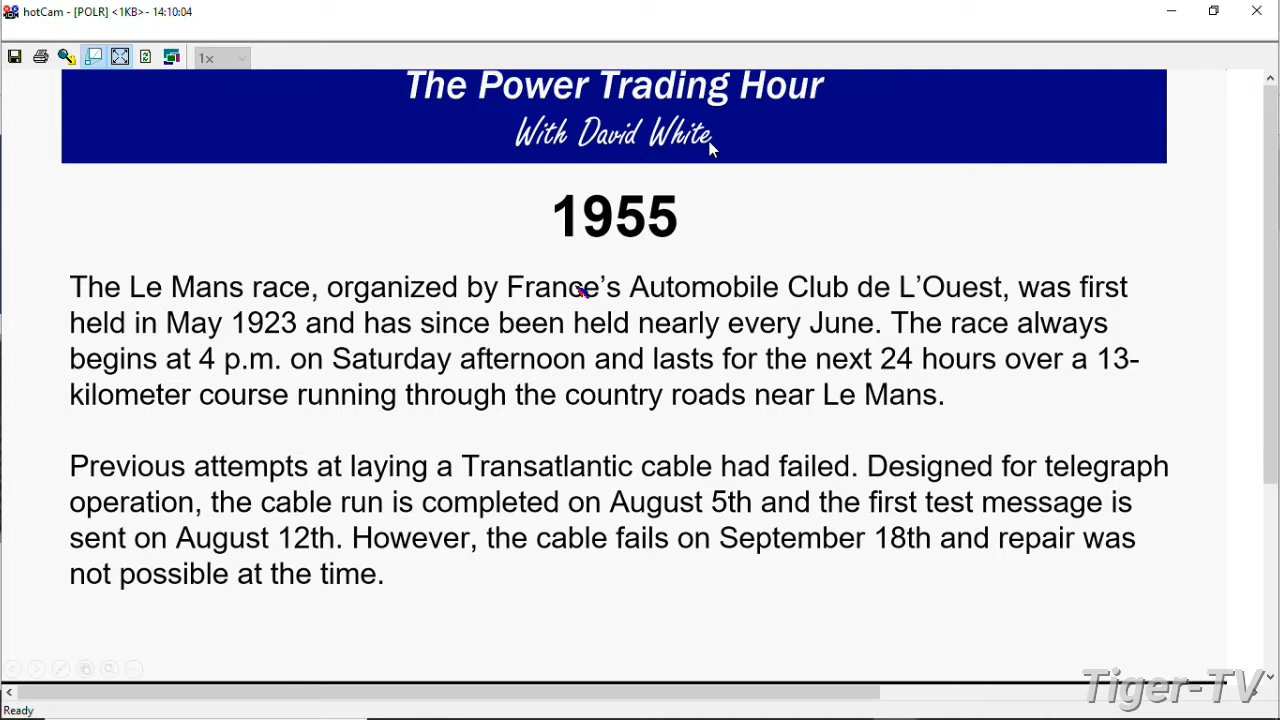 hotCam - [POLR] <1KB> - 14:10:04
1x
The Power Trading Hour
With David White
1955
The Le Mans race, organized by France's Automobile Club de L'Ouest, was first
held in May 1923 and has since been held nearly every June. The race always
begins at 4 p.m. on Saturday afternoon and lasts for the next 24 hours over a 13-
kilometer course running through the country roads near Le Mans.
Previous attempts at laying a Transatlantic cable had failed. Designed for telegraph
operation, the cable run is completed on August 5th and the first test message is
sent on August 12th. However, the cable fails on September 18th and repair was
not possible at the time.
Tiger-TV
Ready